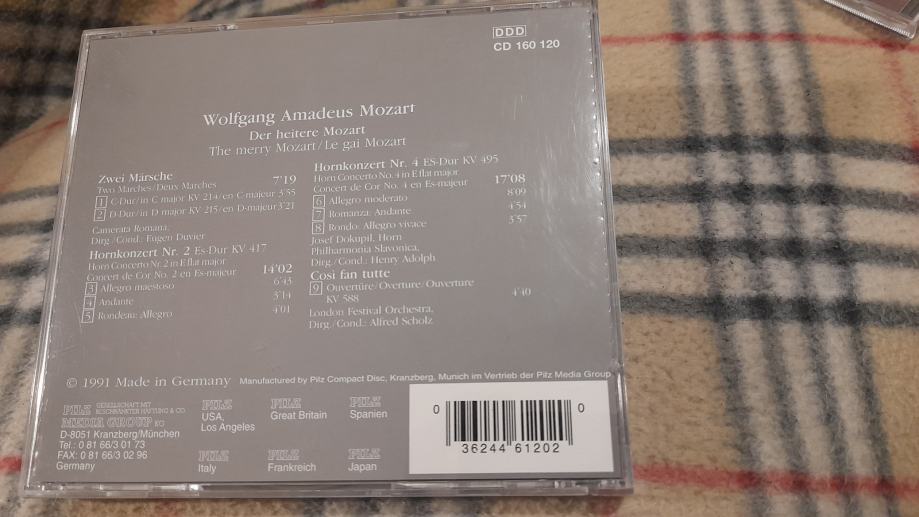 DDD
CD 160 120
Wolfgang Amadeus Mozart
Der heitere Mozart
The merry Mozart/Le gai Mozart
Zwei Märsche 7'19
Two Marches/Deux Marches
1 C-Dur/in C major KV 214/en C-majeur 3'55
2 D-Dur/in D major KV 215/en D-majeur 3'21
Camerata Romana,
Dirg./Cond.: Eugen Duvier
Hornkonzert Nr. 2 Es-Dur KV 417
Horn Concerto Nr. 2 in E flat major
Concert de Cor No. 2 en Es-majeur 14'02
3 Allegro maestoso 6'43
4 Andante 3'14
5 Rondeau: Allegro 4'01
Hornkonzert Nr. 4 ES-Dur KV 495
Horn Concerto No. 4 in E flat major
Concert de Cor No. 4 en Es-majeur 17'08
6 Allegro moderato 8'09
7 Romanza: Andante 4'54
8 Rondo: Allegro vivace 3'57
Josef Dokupil, Horn
Philharmonia Slavonica,
Dirg./Cond.: Henry Adolph
Cosi fan tutte
9 Ouvertüre/Overture/Ouverture
KV 588 4'40
London Festival Orchestra,
Dirg./Cond.: Alfred Scholz
© 1991 Made in Germany Manufactured by Pilz Compact Disc, Kranzberg, Munich im Vertrieb der Pilz Media Group
PILZ GESELLSCHAFT MIT
BESCHRÄNKTER HAFTUNG & CO.
MEDIA GROUP KG
D-8051 Kranzberg/München
Tel.: 0 81 66/3 01 73
FAX: 0 81 66/3 02 96
Germany
PILZ
USA,
Los Angeles
PILZ
Great Britain
PILZ
Spanien
PILZ
Italy
PILZ
Frankreich
PILZ
Japan
0 36244 61202 0